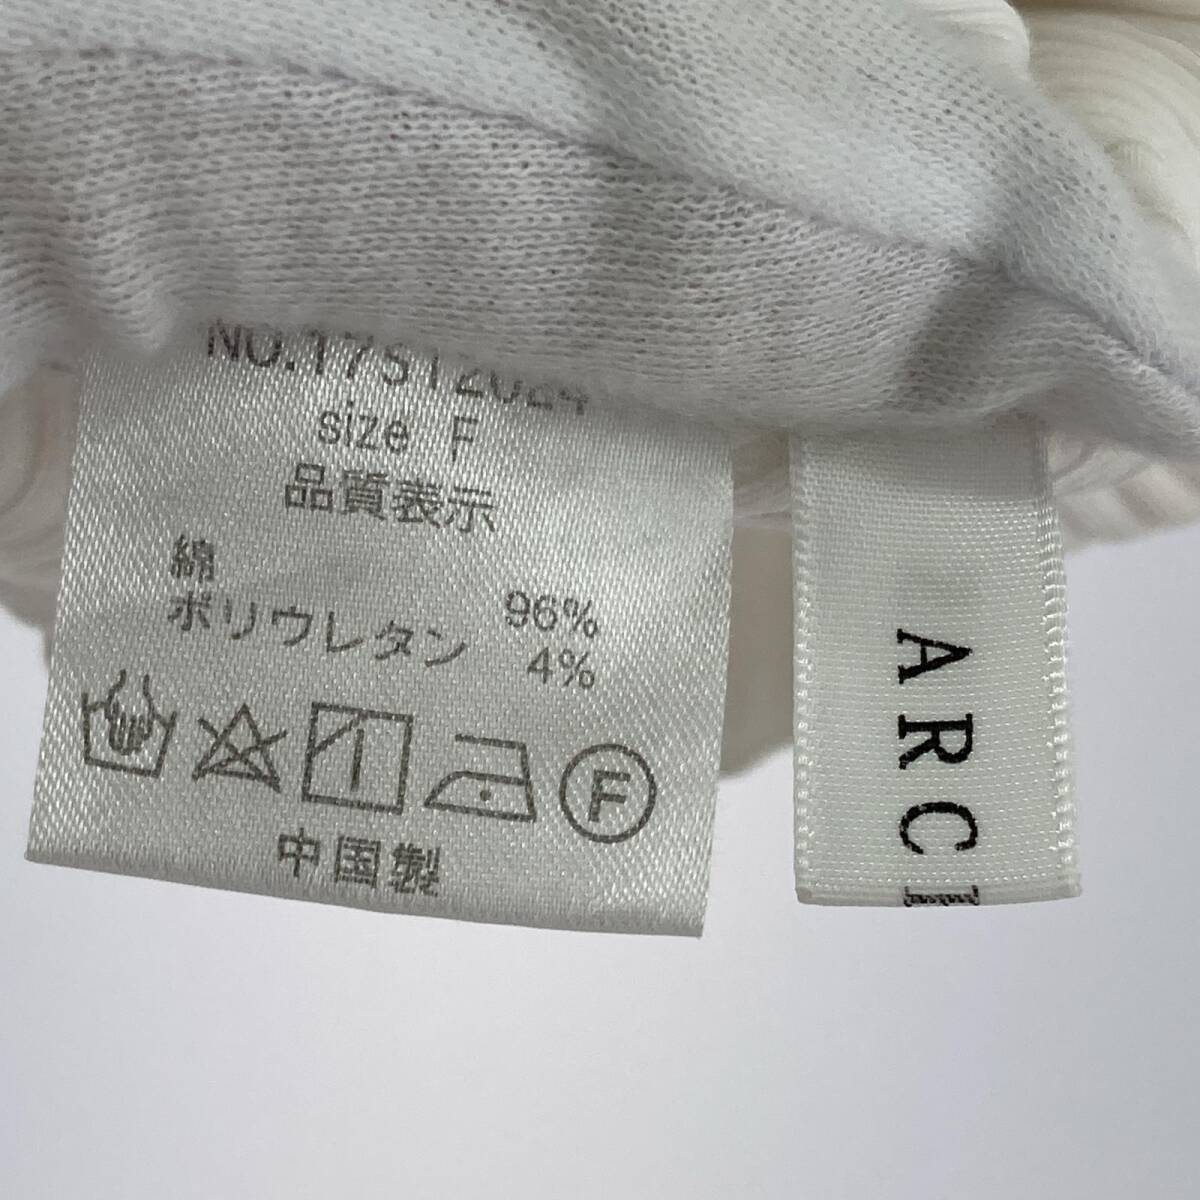 NO.17S12024
size F
品質表示
綿 96%
ポリウレタン 4%
F
中国製
ARC